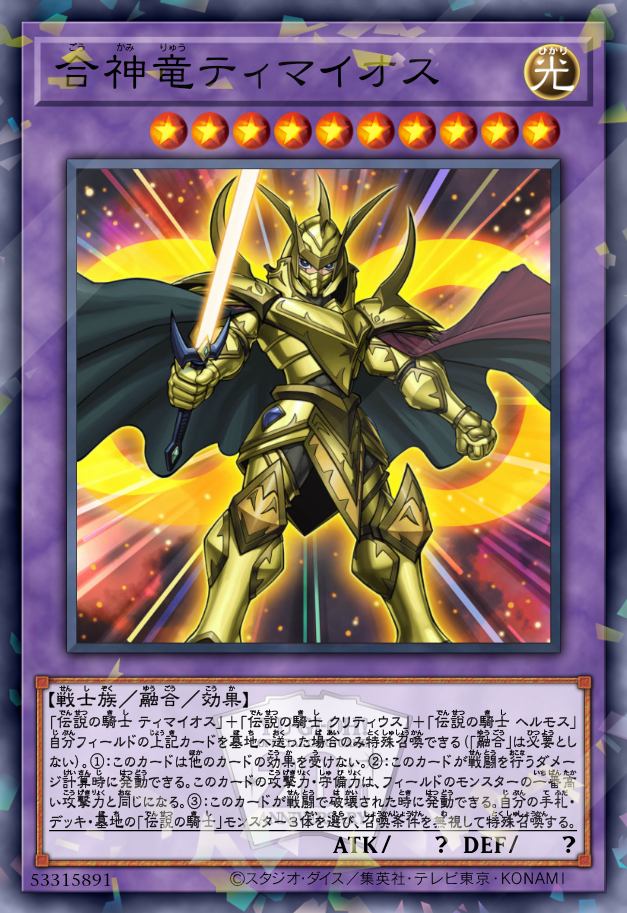 合神竜ティマイオス
光
【戦士族/融合/効果】
「伝説の騎士 ティマイオス」+「伝説の騎士 クリティウス」+「伝説の騎士 ヘルモス」
自分フィールドの上記カードを墓地へ送った場合のみ特殊召喚できる(「融合」は必要とし
ない)。①:このカードは他のカードの効果を受けない。②:このカードが戦闘を行うダメー
ジ計算時に発動できる。このカードの攻撃力・守備力は、フィールドのモンスターの一番高
い攻撃力と同じになる。③:このカードが戦闘で破壊された時に発動できる。自分の手札・
デッキ・墓地の「伝説の騎士」モンスター3体を選び、召喚条件を無視して特殊召喚する。
ATK/ ? DEF/ ?
53315891 ©スタジオ・ダイス/集英社・テレビ東京・KONAMI